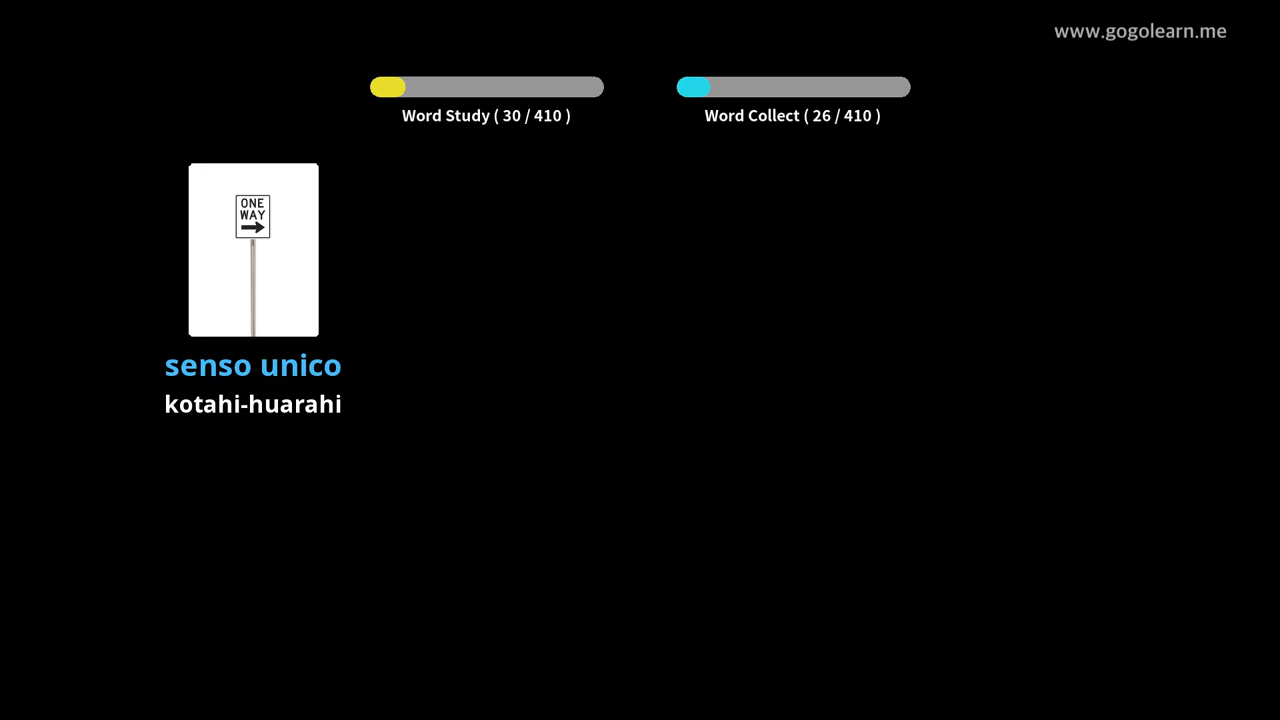 www.gogolearn.me
Word Study ( 30 / 410 )
Word Collect ( 26 / 410 )
ONE
WAY
senso unico
kotahi-huarahi